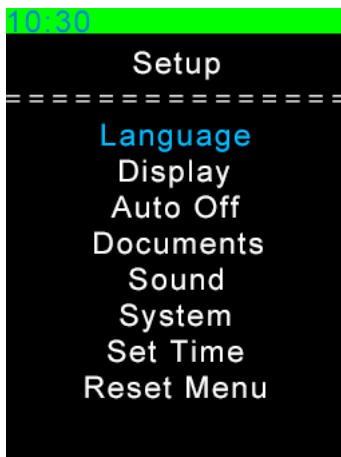 10:30
Setup
===============
Language
Display
Auto Off
Documents
Sound
System
Set Time
Reset Menu